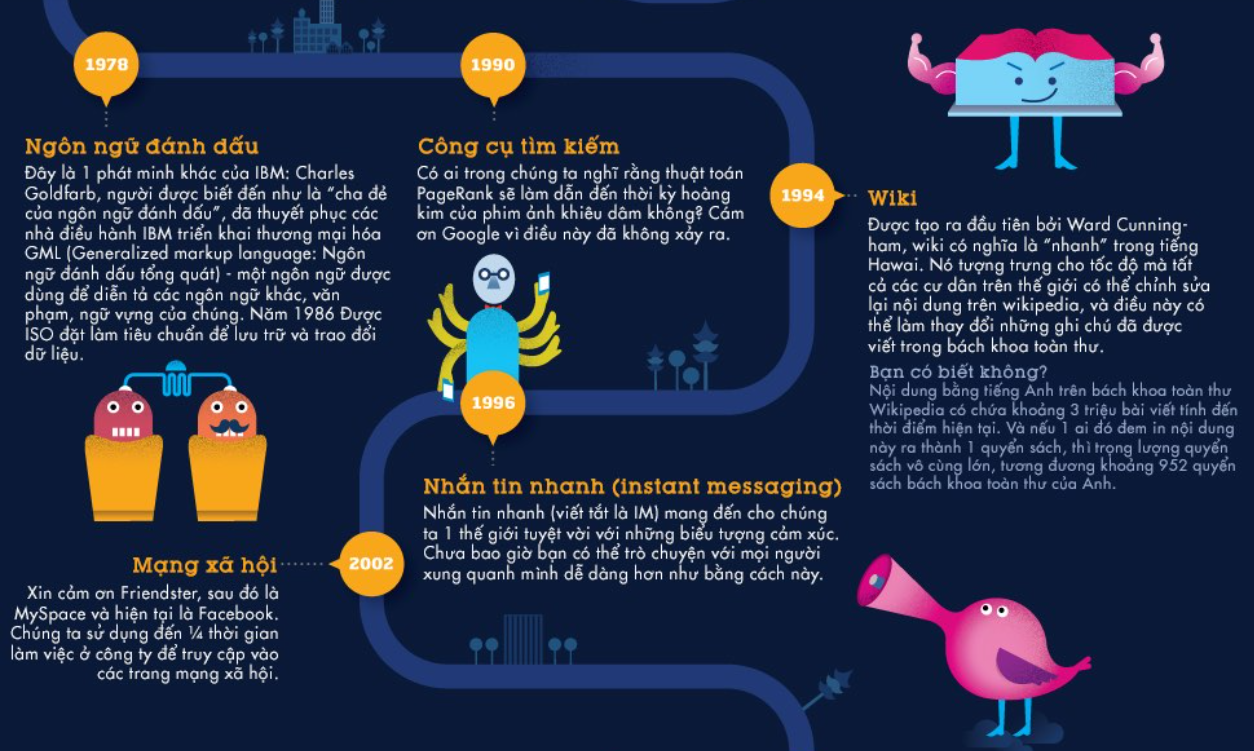 1978
Ngôn ngữ đánh dấu
Đây là 1 phát minh khác của IBM: Charles
Goldfarb, người được biết đến như là “cha đẻ
của ngôn ngữ đánh dấu”, đã thuyết phục các
nhà điều hành IBM triển khai thương mại hóa
GML (Generalized markup language: Ngôn
ngữ đánh dấu tổng quát) - một ngôn ngữ được
dùng để diễn tả các ngôn ngữ khác, văn
phạm, ngữ vựng của chúng. Năm 1986 Được
ISO đặt làm tiêu chuẩn để lưu trữ và trao đổi
dữ liệu.
1990
Công cụ tìm kiếm
Có ai trong chúng ta nghĩ rằng thuật toán
PageRank sẽ làm dẫn đến thời kỳ hoàng
kim của phim ảnh khiêu dâm không? Cám
ơn Google vì điều này đã không xảy ra.
1994
Wiki
Được tạo ra đầu tiên bởi Ward Cunning-
ham, wiki có nghĩa là “nhanh” trong tiếng
Hawai. Nó tượng trưng cho tốc độ mà tất
cả các cư dân trên thế giới có thể chỉnh sửa
lại nội dung trên wikipedia, và điều này có
thể làm thay đổi những ghi chú đã được
viết trong bách khoa toàn thư.
Bạn có biết không?
Nội dung bằng tiếng Anh trên bách khoa toàn thư
Wikipedia có chứa khoảng 3 triệu bài viết tính đến
thời điểm hiện tại. Và nếu 1 ai đó đem in nội dung
này ra thành 1 quyển sách, thì trọng lượng quyển
sách vô cùng lớn, tương đương khoảng 952 quyển
sách bách khoa toàn thư của Anh.
1996
Nhắn tin nhanh (instant messaging)
Nhắn tin nhanh (viết tắt là IM) mang đến cho chúng
ta 1 thế giới tuyệt vời với những biểu tượng cảm xúc.
Chưa bao giờ bạn có thể trò chuyện với mọi người
xung quanh mình dễ dàng hơn như bằng cách này.
2002
Mạng xã hội
Xin cảm ơn Friendster, sau đó là
MySpace và hiện tại là Facebook.
Chúng ta sử dụng đến ¼ thời gian
làm việc ở công ty để truy cập vào
các trang mạng xã hội.